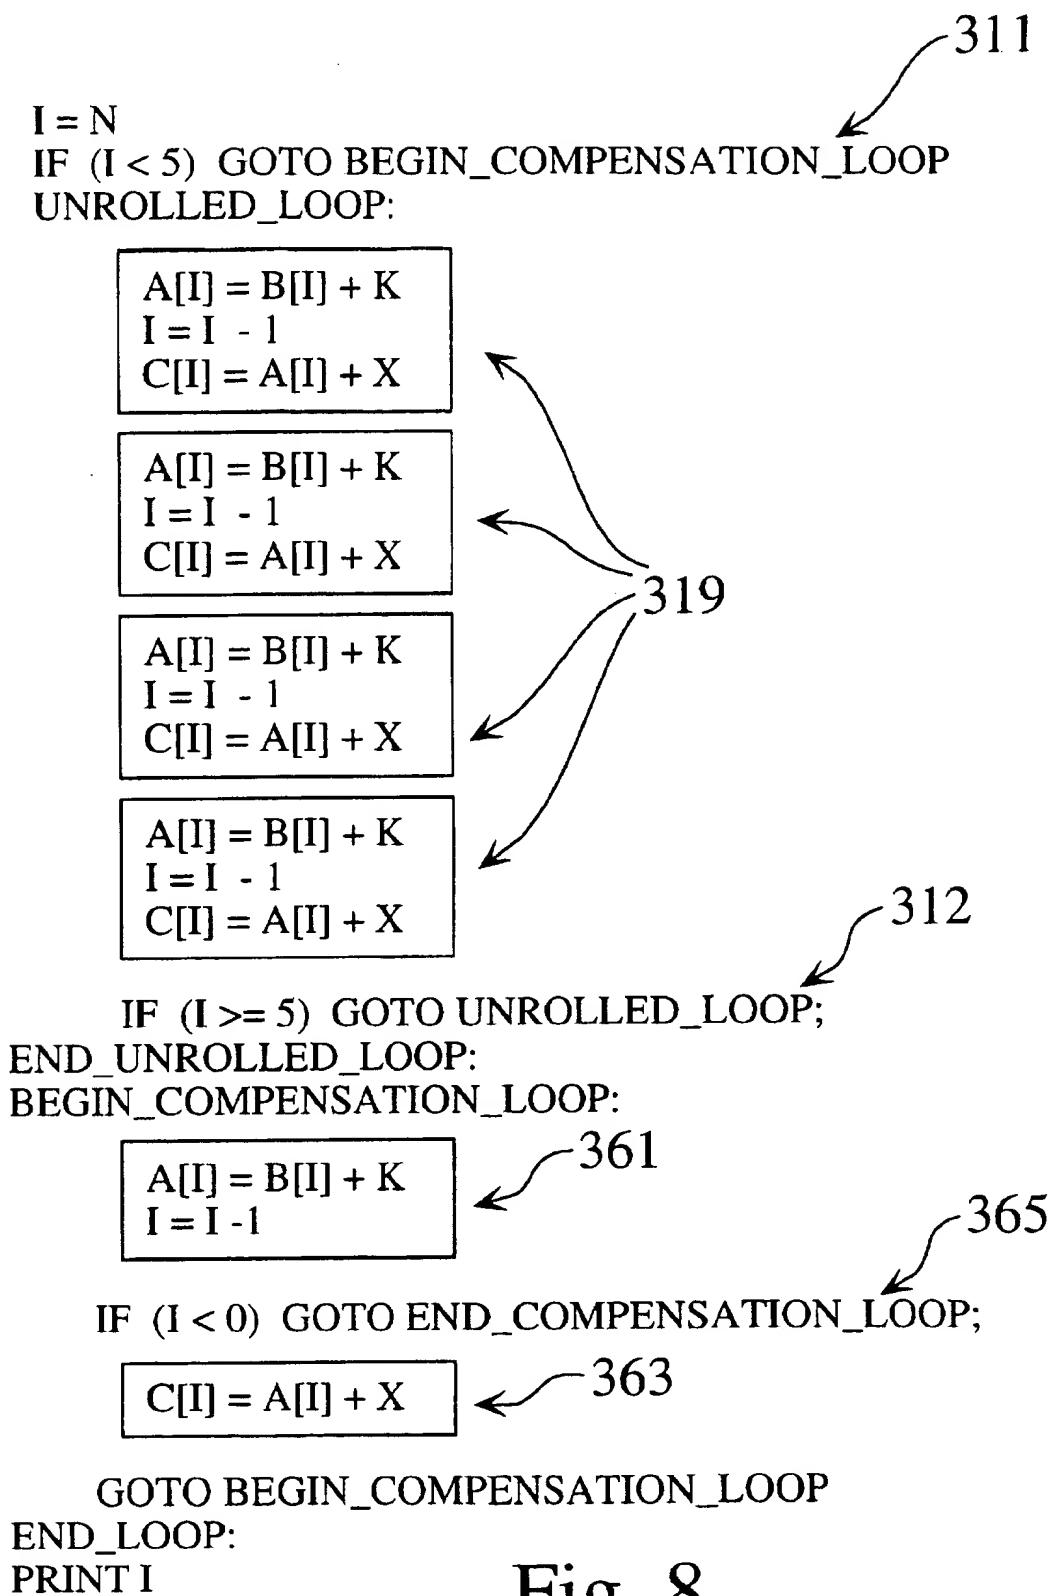 311
I = N
IF (I < 5) GOTO BEGIN_COMPENSATION_LOOP
UNROLLED_LOOP:
A[I] = B[I] + K
I = I - 1
C[I] = A[I] + X
A[I] = B[I] + K
I = I - 1
C[I] = A[I] + X
319
A[I] = B[I] + K
I = I - 1
C[I] = A[I] + X
A[I] = B[I] + K
I = I - 1
C[I] = A[I] + X
312
IF (I >= 5) GOTO UNROLLED_LOOP;
END_UNROLLED_LOOP:
BEGIN_COMPENSATION_LOOP:
361
A[I] = B[I] + K
I = I -1
365
IF (I < 0) GOTO END_COMPENSATION_LOOP;
363
C[I] = A[I] + X
GOTO BEGIN_COMPENSATION_LOOP
END_LOOP:
PRINT I
Fig. 8